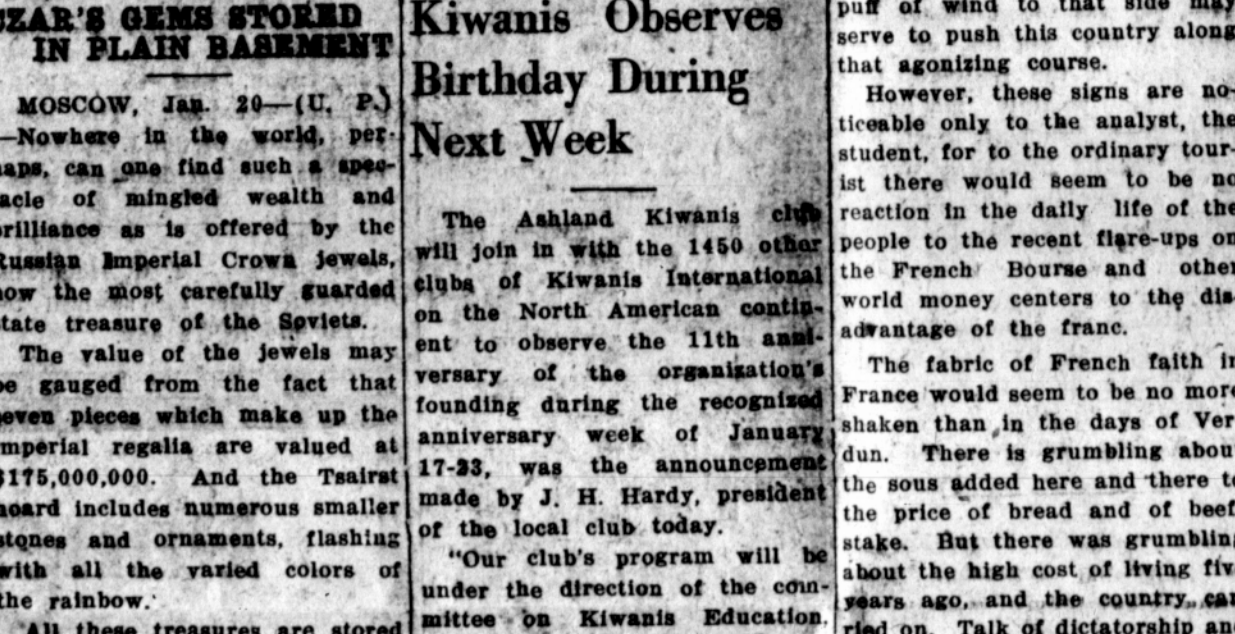 CZAR'S GEMS STORED
IN PLAIN BASEMENT
MOSCOW, Jan. 20—(U. P.)
—Nowhere in the world, per-
aps, can one find such a spec-
acle of mingled wealth and
rilliance as is offered by the
Russian Imperial Crown jewels,
now the most carefully guarded
tate treasure of the Soviets.
The value of the jewels may
be gauged from the fact that
seven pieces which make up the
mperial regalia are valued at
$175,000,000. And the Tsairst
hoard includes numerous smaller
stones and ornaments, flashing
with all the varied colors of
the rainbow.
All these treasures are stored
Kiwanis Observes
Birthday During
Next Week
The Ashland Kiwanis club
will join in with the 1450 other
clubs of Kiwanis International
on the North American contin-
ent to observe the 11th anni-
versary of the organization's
founding during the recognized
anniversary week of January
17-23, was the announcement
made by J. H. Hardy, president
of the local club today.
"Our club's program will be
under the direction of the com-
mittee on Kiwanis Education,
puff of wind to that side may
serve to push this country along
that agonizing course.
However, these signs are no-
ticeable only to the analyst, the
student, for to the ordinary tour-
ist there would seem to be no
reaction in the daily life of the
people to the recent flare-ups on
the French Bourse and other
world money centers to the dis-
advantage of the franc.
The fabric of French faith in
France would seem to be no more
shaken than in the days of Ver-
dun. There is grumbling about
the sous added here and there to
the price of bread and of beef-
stake. But there was grumbling
about the high cost of living five
years ago, and the country car-
ried on. Talk of dictatorship and